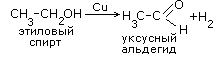 CH₃-CH₂OH —Cu→ H₃C-C(=O)-H + H₂
этиловый спирт
уксусный альдегид